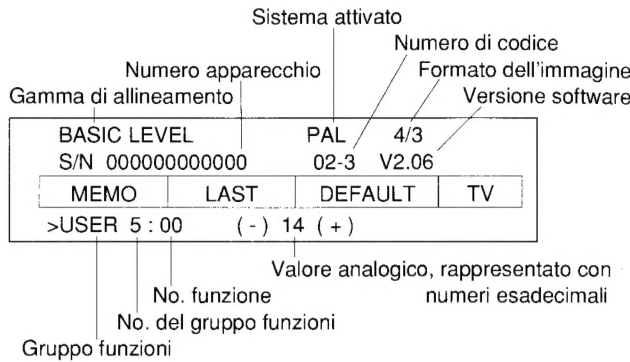 Sistema attivato
Numero di codice
Numero apparecchio Formato dell'immagine
Gamma di allineamento Versione software
BASIC LEVEL PAL 4/3
S/N 000000000000 02-3 V2.06
MEMO LAST DEFAULT TV
>USER 5 : 00 ( - ) 14 ( + )
Valore analogico, rappresentato con
No. funzione numeri esadecimali
No. del gruppo funzioni
Gruppo funzioni